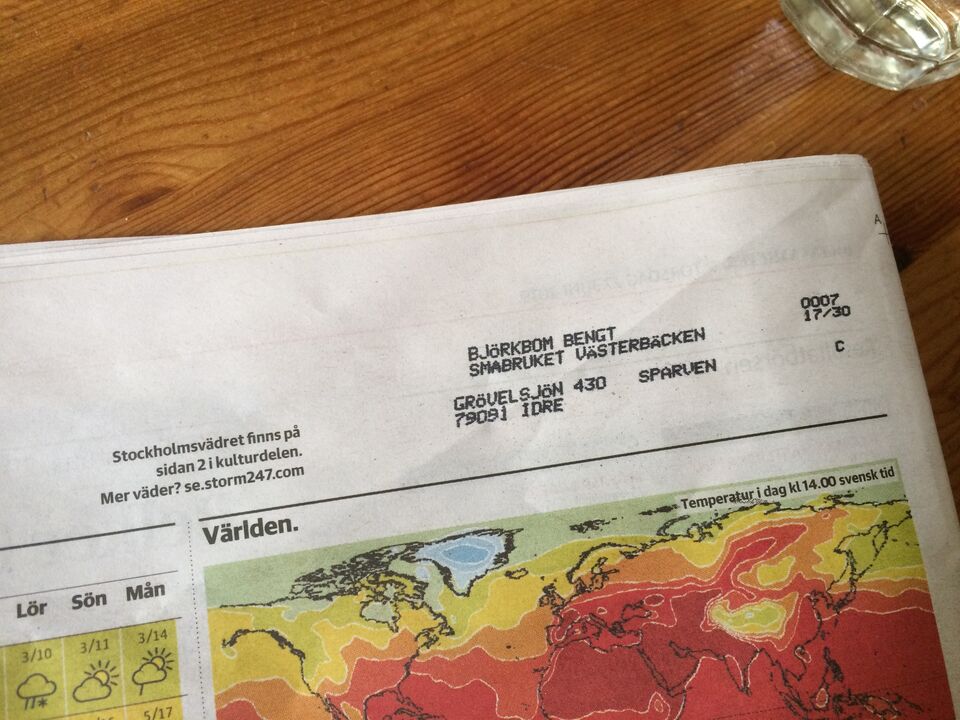 0007
BJÖRKBOM BENGT 17/30
SMABRUKET VÄSTERBÄCKEN
GRÖVELSJÖN 430 SPARVEN C
79091 IDRE
Stockholmsvädret finns på
sidan 2 i kulturdelen.
Mer väder? se.storm247.com
Världen.
Temperatur i dag kl 14.00 svensk tid
Lör Sön Mån
3/10 3/11 3/14
5/17